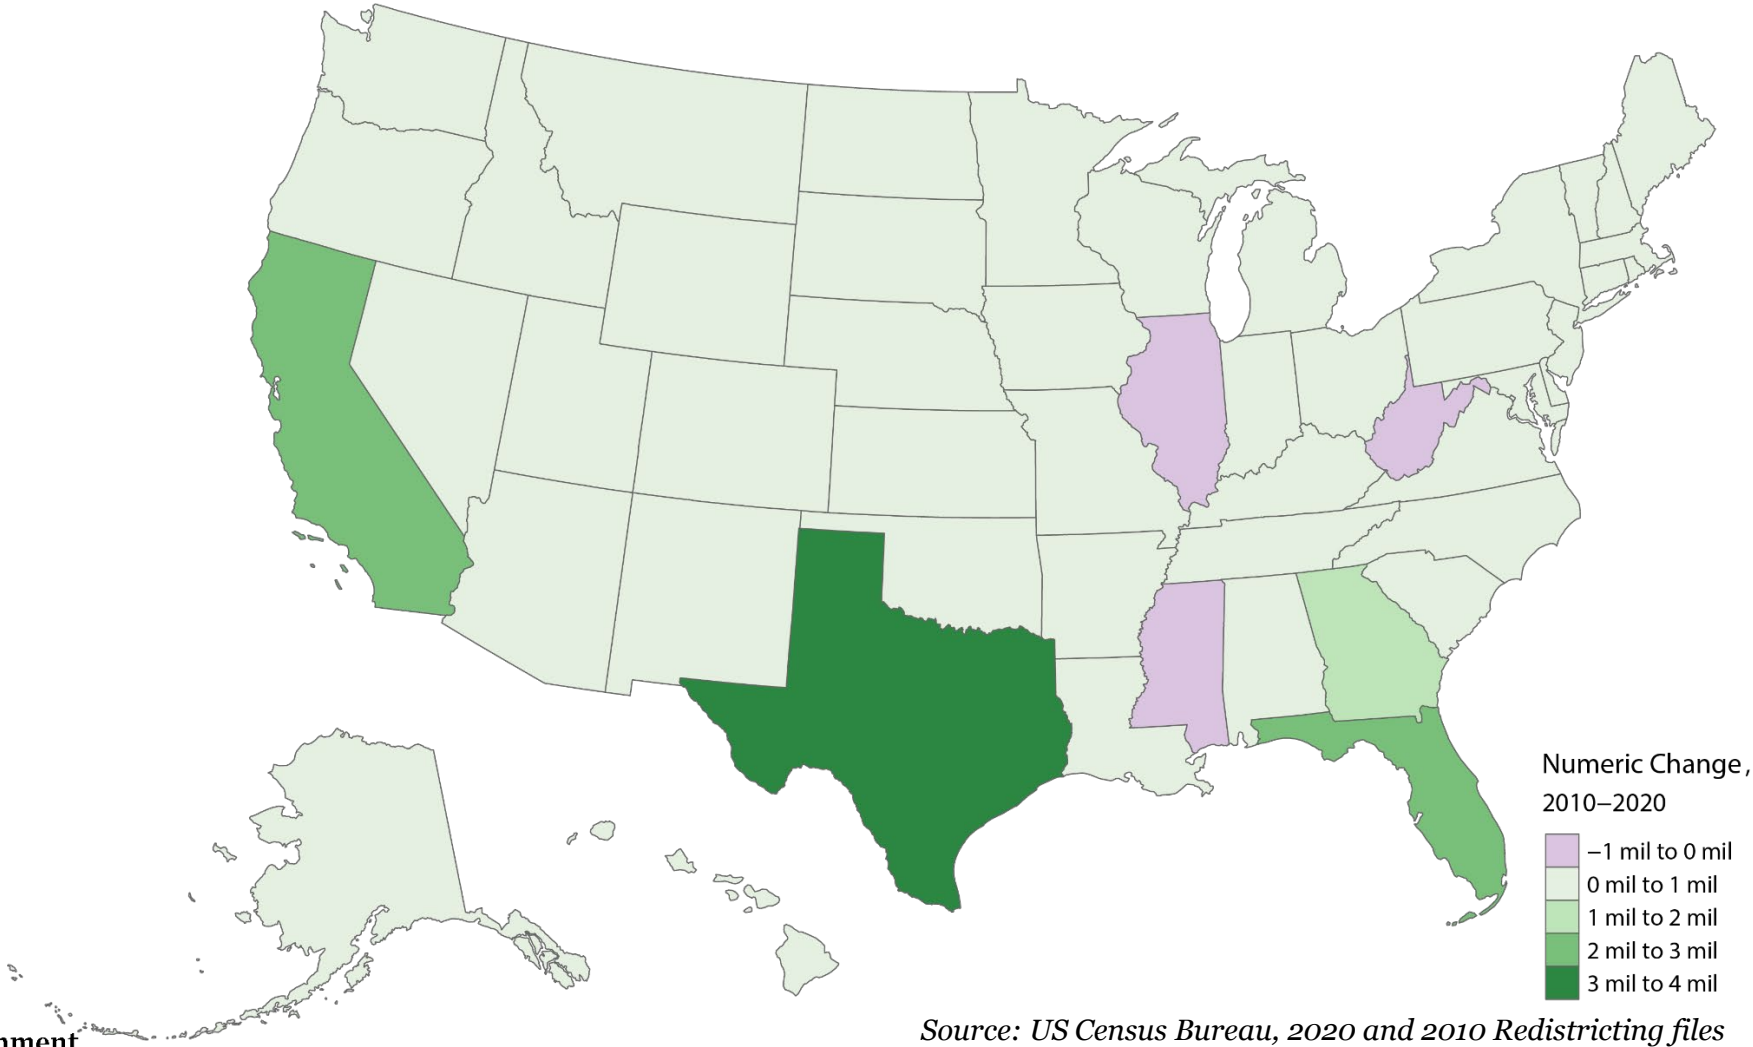 Numeric Change,
2010–2020
−1 mil to 0 mil
0 mil to 1 mil
1 mil to 2 mil
2 mil to 3 mil
3 mil to 4 mil
Source: US Census Bureau, 2020 and 2010 Redistricting files